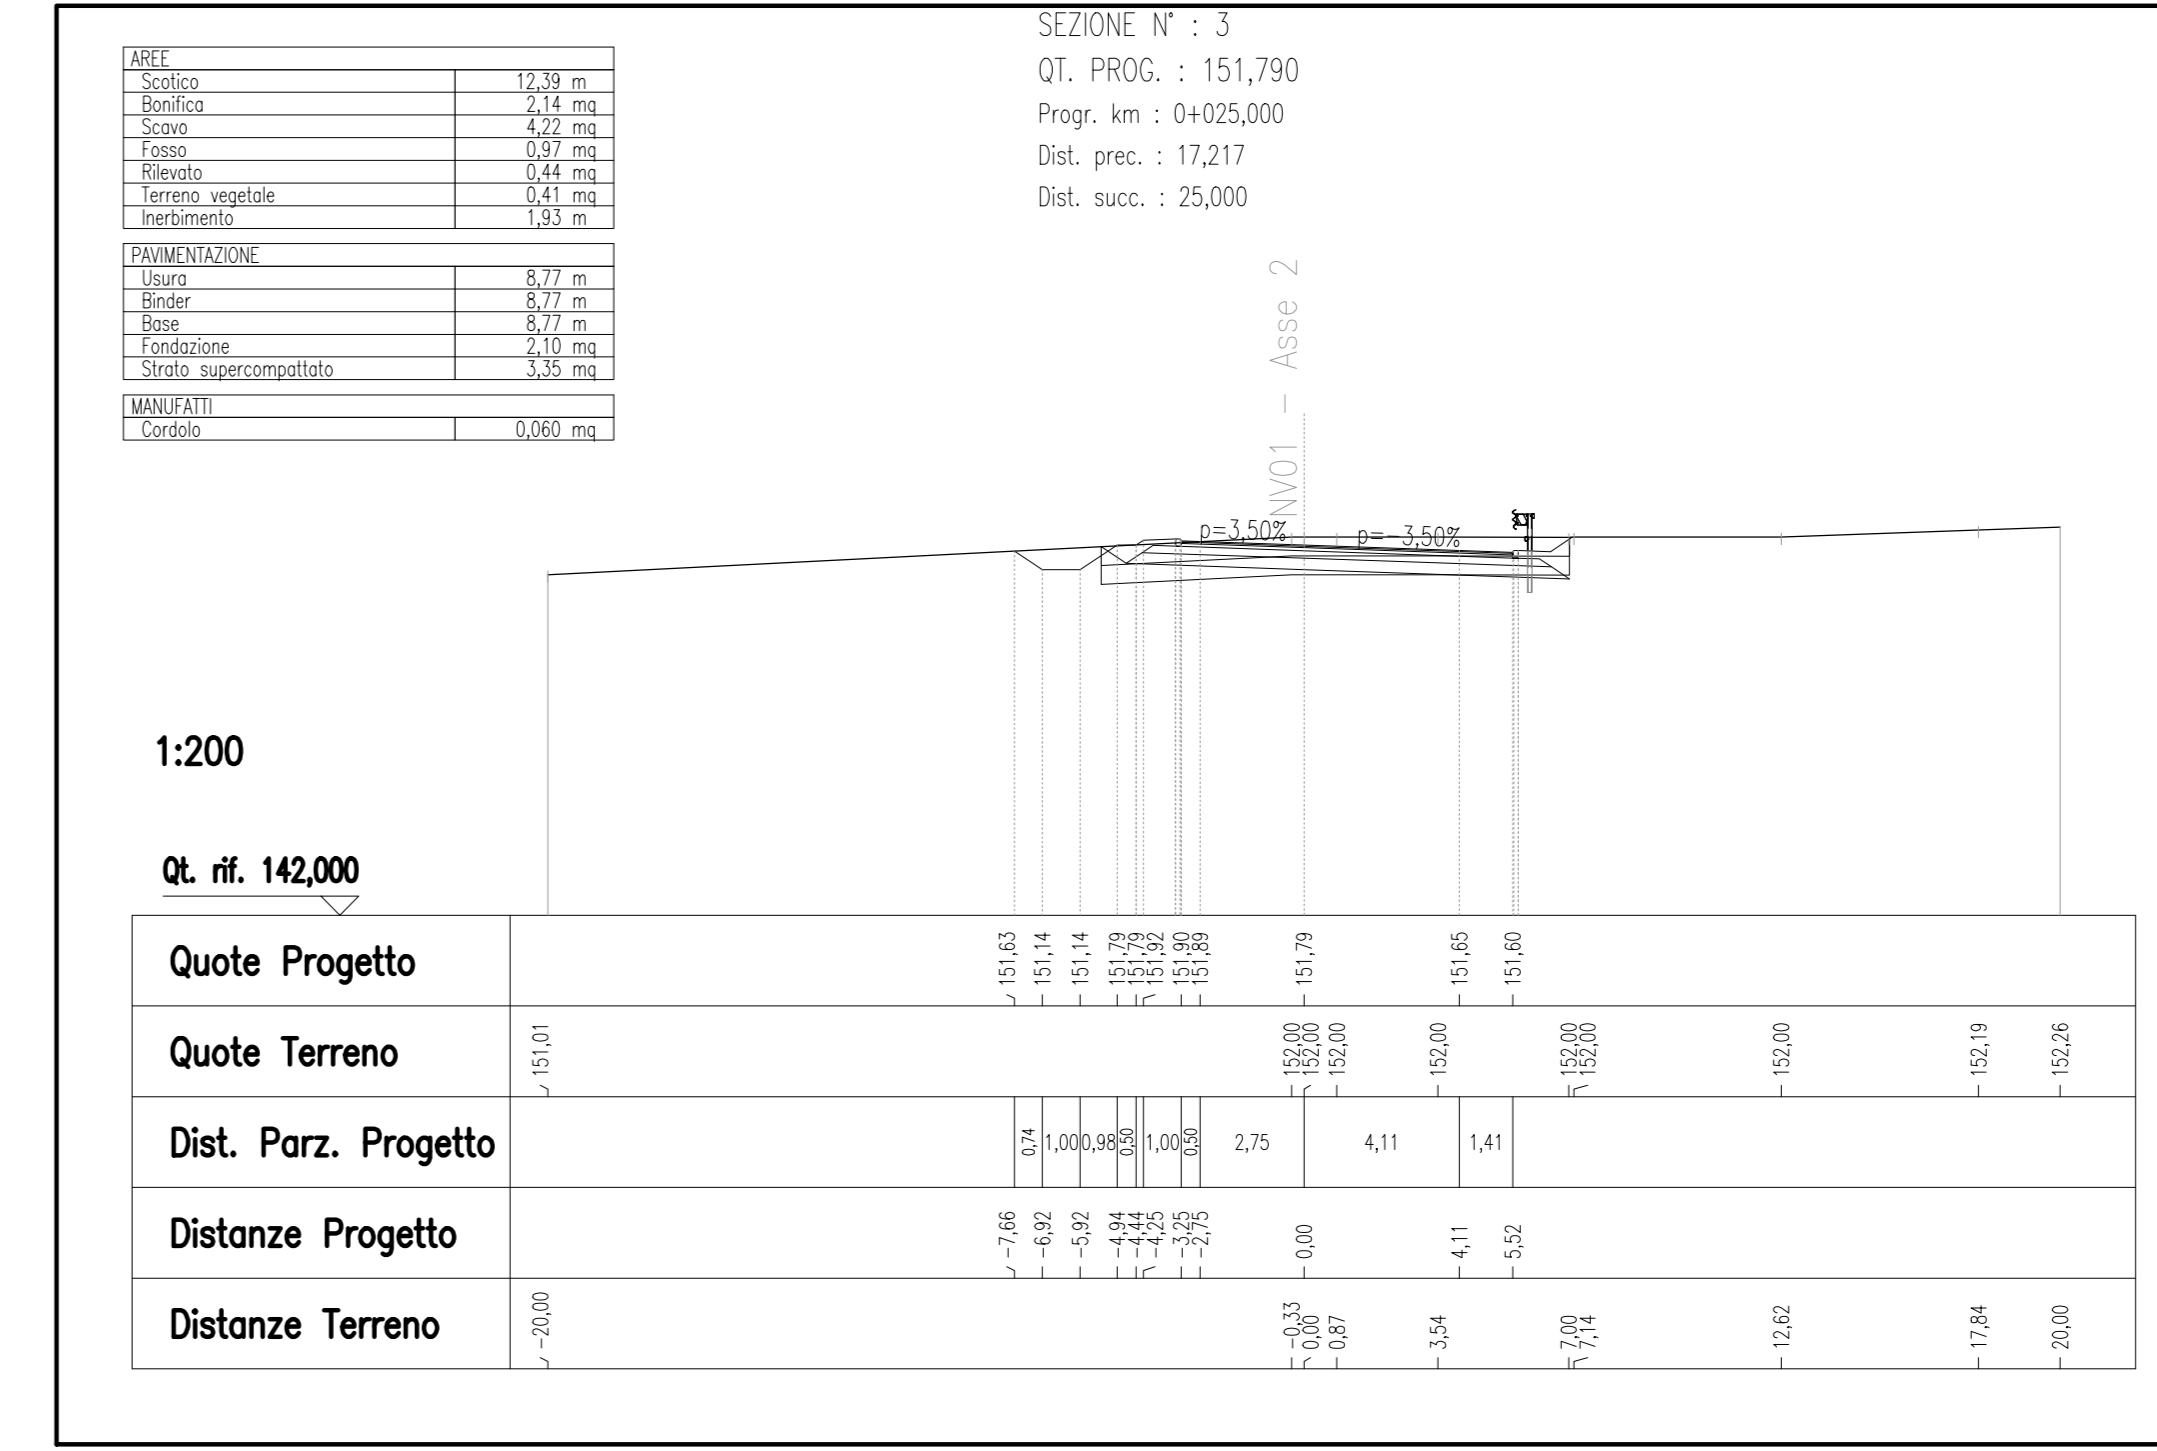 SEZIONE N° : 3
QT. PROG. : 151,790
Progr. km : 0+025,000
Dist. prec. : 17,217
Dist. succ. : 25,000
AREE
Scotico 12,39 m
Bonifica 2,14 mq
Scavo 4,22 mq
Fosso 0,97 mq
Rilevato 0,44 mq
Terreno vegetale 0,41 mq
Inerbimento 1,93 m
PAVIMENTAZIONE
Usura 8,77 m
Binder 8,77 m
Base 8,77 m
Fondazione 2,10 mq
Strato supercompattato 3,35 mq
MANUFATTI
Cordolo 0,060 mq
NV01 - Asse 2
p=3,50% p=-3,50%
1:200
Qt. rif. 142,000
Quote Progetto 151,63 151,14 151,14 151,79 151,79 151,92 151,90 151,89 151,79 151,65 151,60
Quote Terreno 151,01 152,00 152,00 152,00 152,00 152,00 152,00 152,00 152,19 152,26
Dist. Parz. Progetto 0,74 1,00 0,98 0,50 1,00 0,50 2,75 4,11 1,41
Distanze Progetto -7,66 -6,92 -5,92 -4,94 -4,44 -4,25 -3,25 -2,75 0,00 4,11 5,52
Distanze Terreno -20,00 -0,33 0,00 0,87 3,54 7,00 7,14 12,62 17,84 20,00